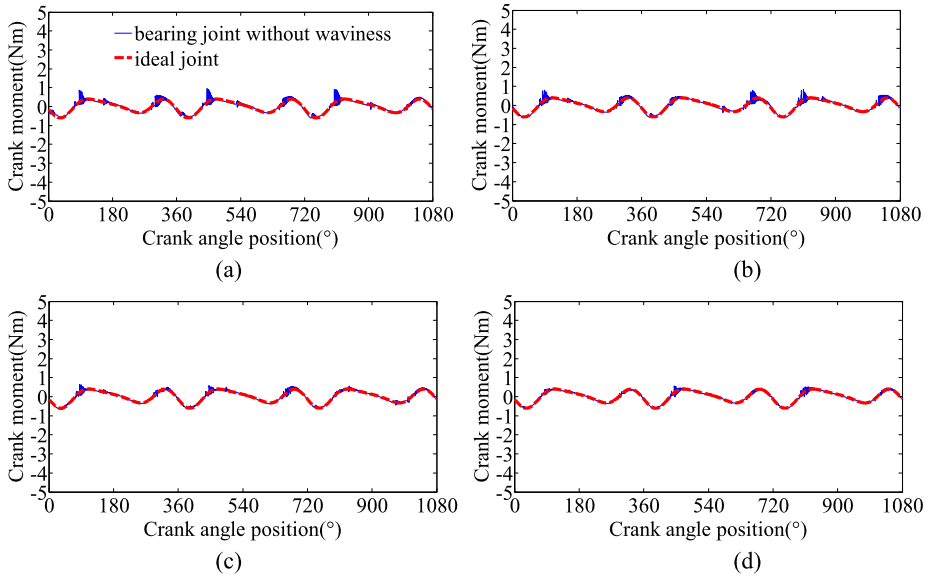 5
4
3
2
1
0
-1
-2
-3
-4
-5
Crank moment(Nm)
bearing joint without waviness
ideal joint
0 180 360 540 720 900 1080
Crank angle position(°)
(a)
5
4
3
2
1
0
-1
-2
-3
-4
-5
Crank moment(Nm)
0 180 360 540 720 900 1080
Crank angle position(°)
(b)
5
4
3
2
1
0
-1
-2
-3
-4
-5
Crank moment(Nm)
0 180 360 540 720 900 1080
Crank angle position(°)
(c)
5
4
3
2
1
0
-1
-2
-3
-4
-5
Crank moment(Nm)
0 180 360 540 720 900 1080
Crank angle position(°)
(d)